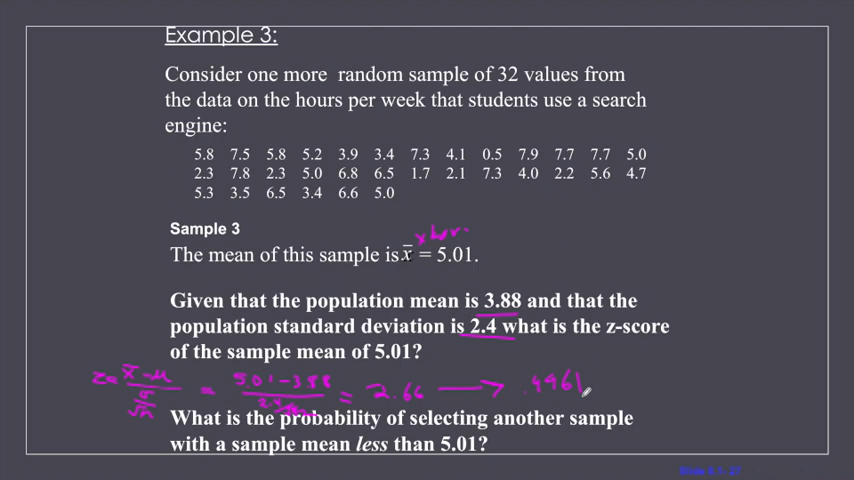 Example 3:
Consider one more random sample of 32 values from
the data on the hours per week that students use a search
engine:
5.8 7.5 5.8 5.2 3.9 3.4 7.3 4.1 0.5 7.9 7.7 7.7 5.0
2.3 7.8 2.3 5.0 6.8 6.5 1.7 2.1 7.3 4.0 2.2 5.6 4.7
5.3 3.5 6.5 3.4 6.6 5.0
Sample 3
x bar
The mean of this sample is x̅ = 5.01.
Given that the population mean is 3.88 and that the
population standard deviation is 2.4 what is the z-score
of the sample mean of 5.01?
z = (x̅ - μ)/(σ/√n) = (5.01 - 3.88)/(2.4/√32) = 2.66 → .4961
What is the probability of selecting another sample
with a sample mean less than 5.01?